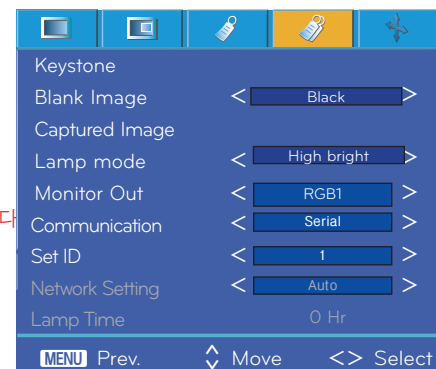 Keystone
Blank Image < Black >
Captured Image
Lamp mode < High bright >
Monitor Out < RGB1 >
다
Communication < Serial >
Set ID < 1 >
Network Setting < Auto >
Lamp Time 0 Hr
MENU Prev. Move <> Select